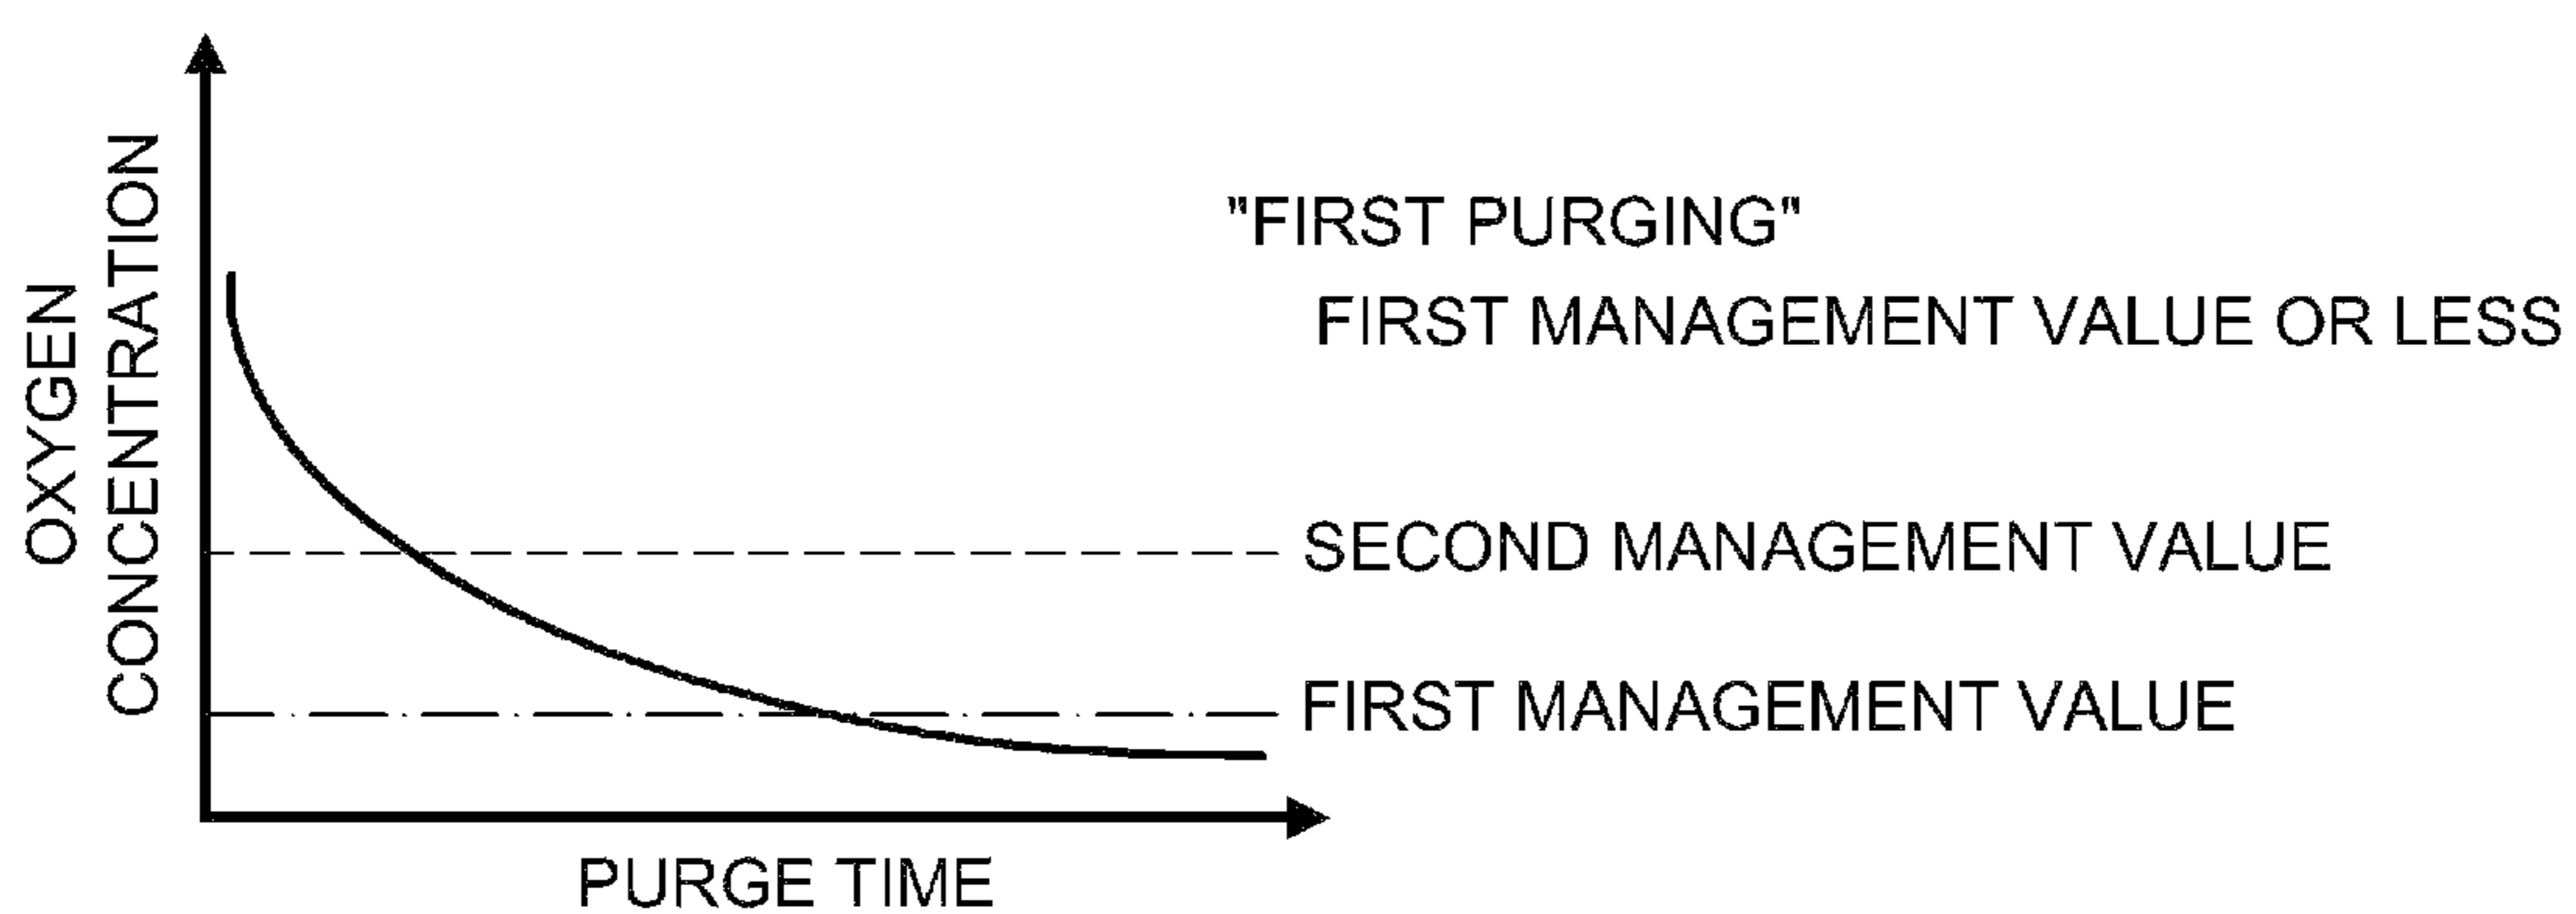 OXYGEN
CONCENTRATION
"FIRST PURGING"
FIRST MANAGEMENT VALUE OR LESS
SECOND MANAGEMENT VALUE
FIRST MANAGEMENT VALUE
PURGE TIME